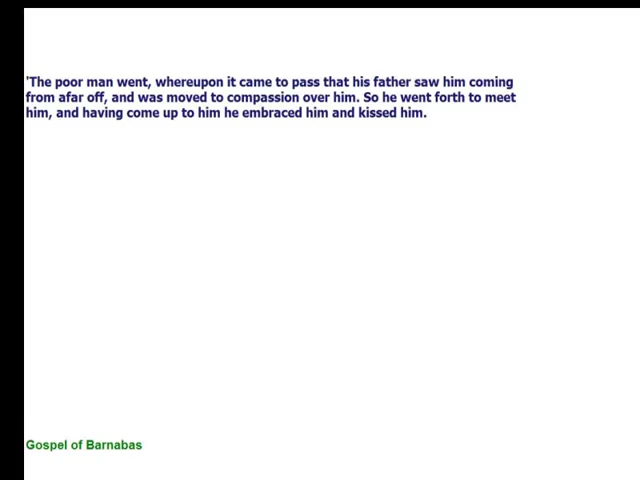 'The poor man went, whereupon it came to pass that his father saw him coming
from afar off, and was moved to compassion over him. So he went forth to meet
him, and having come up to him he embraced him and kissed him.
Gospel of Barnabas